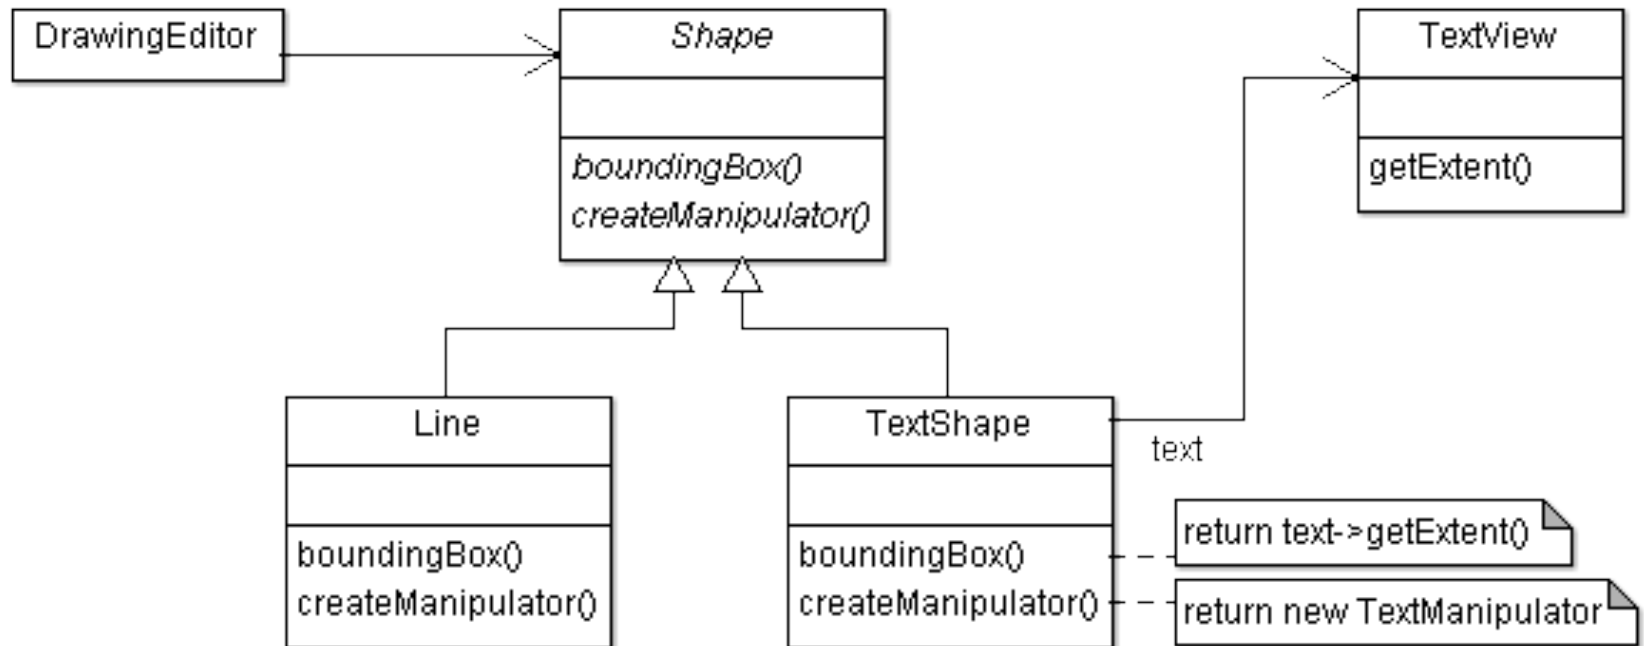 DrawingEditor
Shape
boundingBox()
createManipulator()
TextView
getExtent()
Line
boundingBox()
createManipulator()
TextShape
boundingBox()
createManipulator()
text
return text->getExtent()
return new TextManipulator